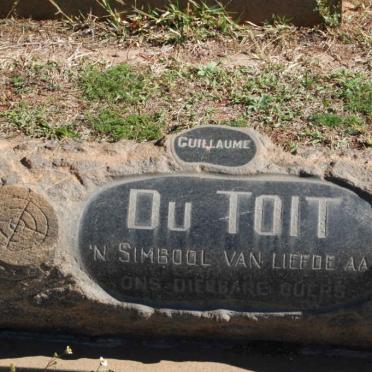 GUILLAUME
DU TOIT
'N SIMBOOL VAN LIEFDE AA
ONS DIERBARE